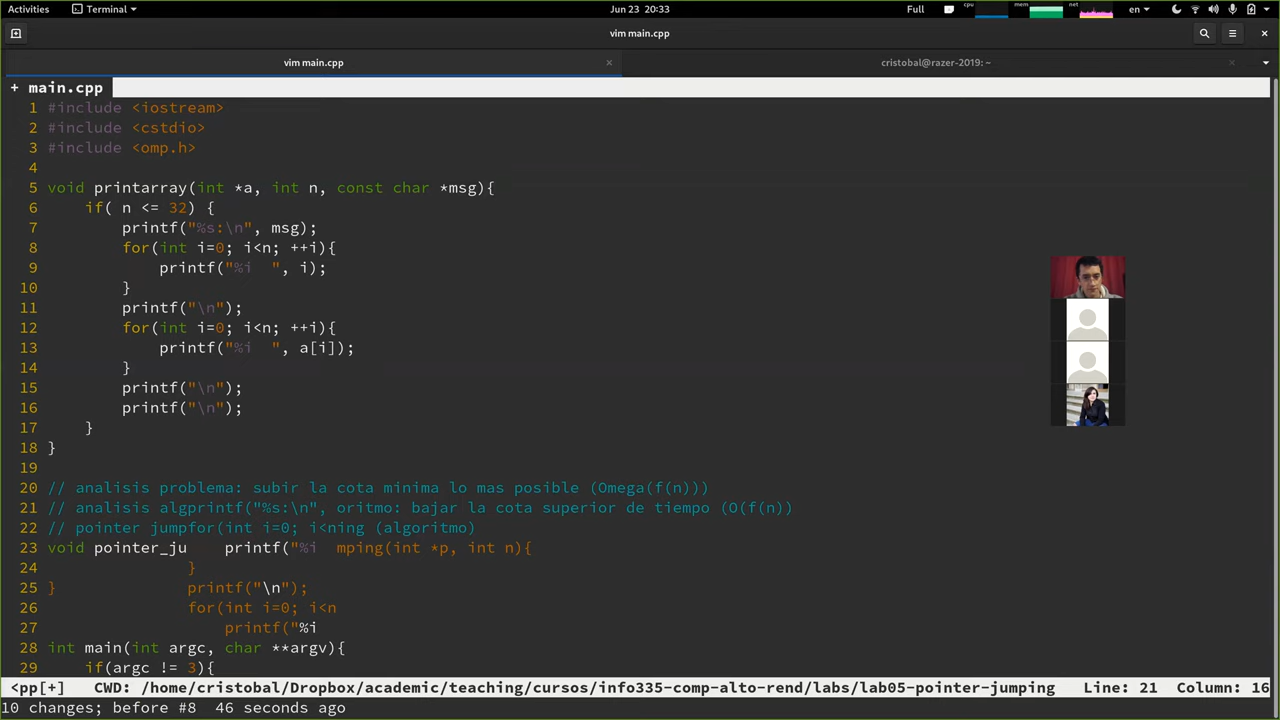 Activities Terminal Jun 23 20:33 Full cpu mem net en
vim main.cpp
vim main.cpp cristobal@razer-2019: ~
+ main.cpp
1 #include <iostream>
2 #include <cstdio>
3 #include <omp.h>
4
5 void printarray(int *a, int n, const char *msg){
6     if( n <= 32) {
7         printf("%s:\n", msg);
8         for(int i=0; i<n; ++i){
9             printf("%i  ", i);
10         }
11         printf("\n");
12         for(int i=0; i<n; ++i){
13             printf("%i  ", a[i]);
14         }
15         printf("\n");
16         printf("\n");
17     }
18 }
19
20 // analisis problema: subir la cota minima lo mas posible (Omega(f(n)))
21 // analisis algprintf("%s:\n", oritmo: bajar la cota superior de tiempo (O(f(n))
22 // pointer jumpfor(int i=0; i<ning (algoritmo)
23 void pointer_ju    printf("%i  mping(int *p, int n){
24                }
25 }              printf("\n");
26                for(int i=0; i<n
27                    printf("%i
28 int main(int argc, char **argv){
29     if(argc != 3){
<pp[+] CWD: /home/cristobal/Dropbox/academic/teaching/cursos/info335-comp-alto-rend/labs/lab05-pointer-jumping Line: 21 Column: 16
10 changes; before #8  46 seconds ago